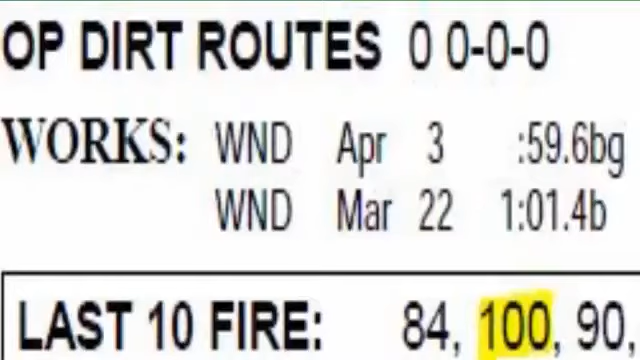 OP DIRT ROUTES 0 0-0-0
WORKS: WND Apr 3 :59.6bg
WND Mar 22 1:01.4b
LAST 10 FIRE: 84, 100, 90,